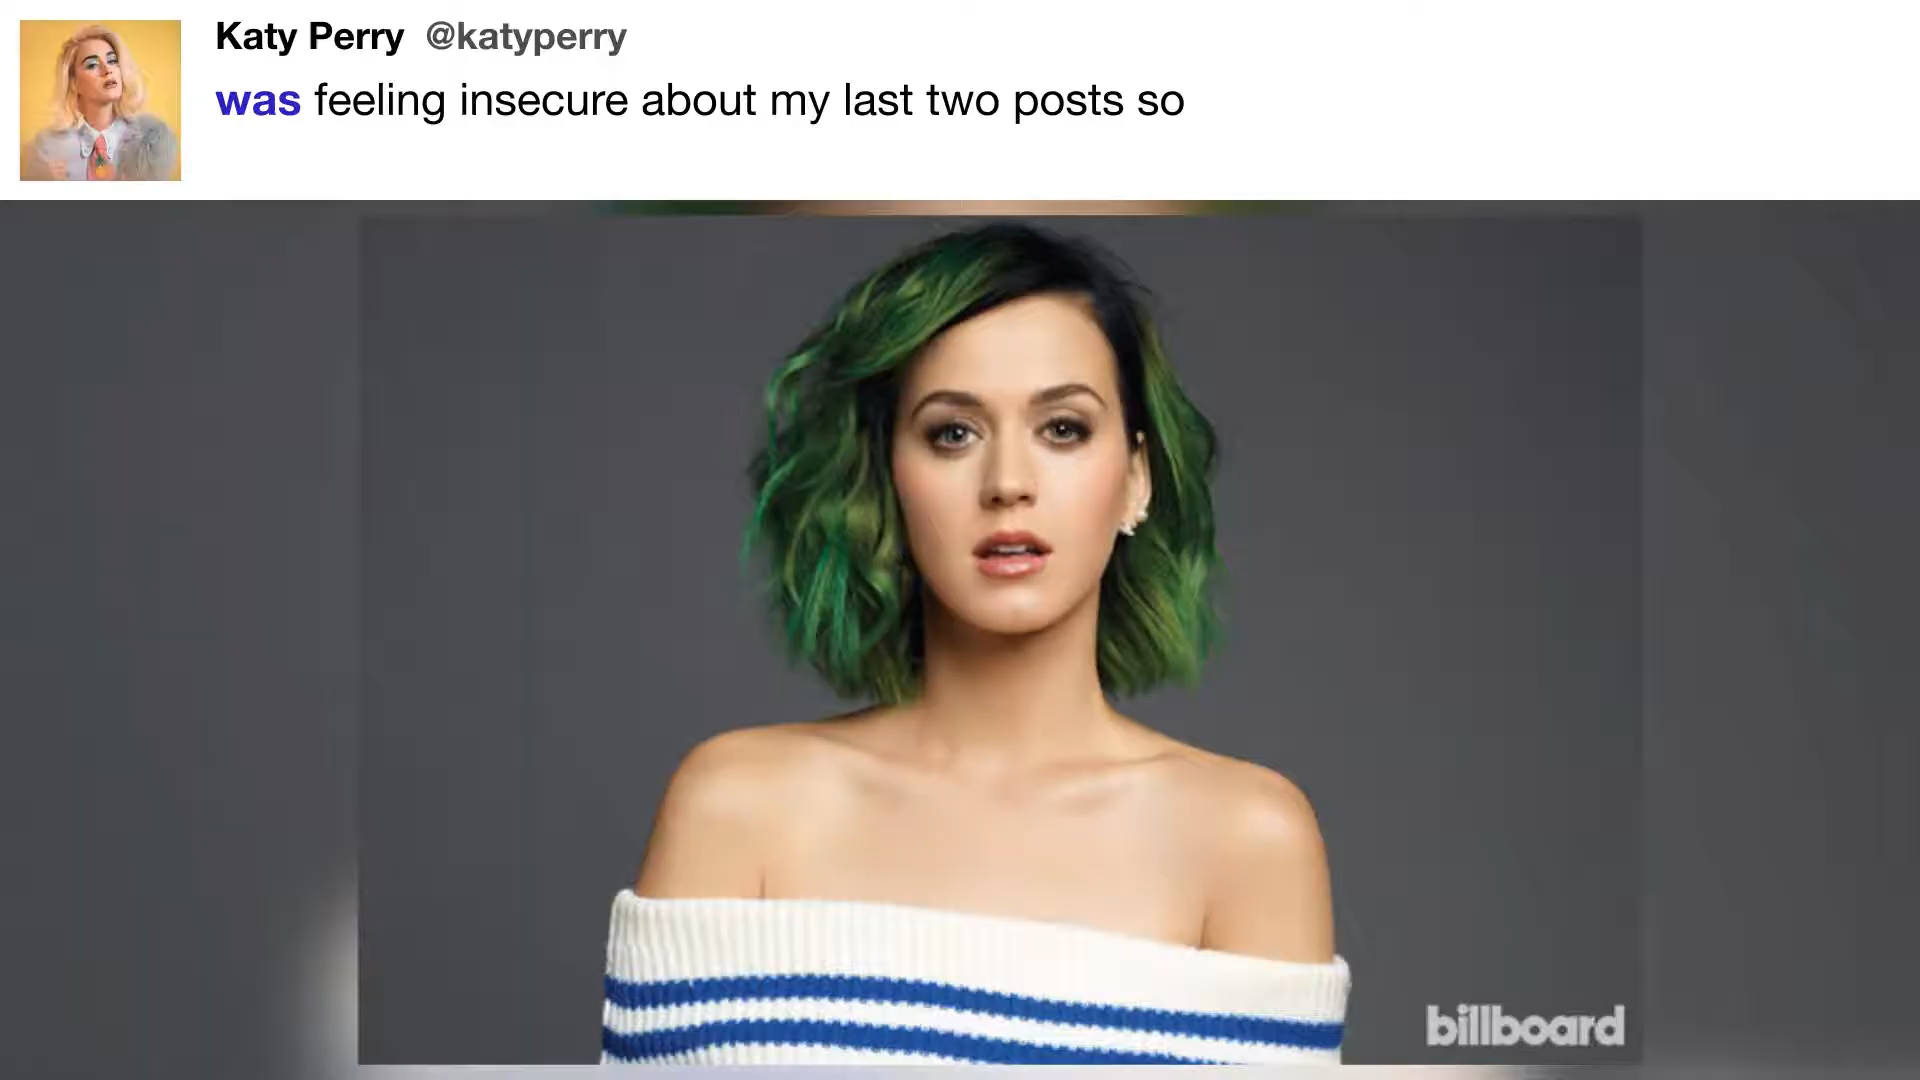 Katy Perry @katyperry
was feeling insecure about my last two posts so
billboard